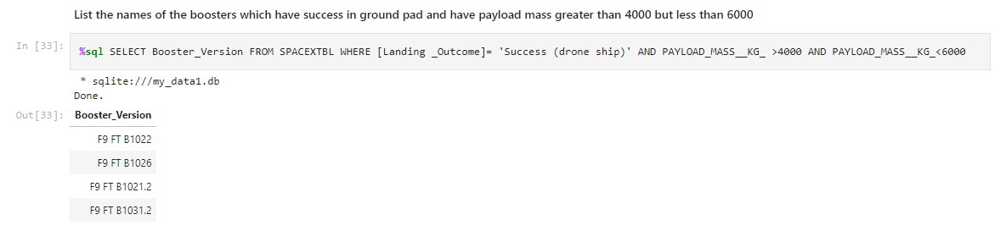 List the names of the boosters which have success in ground pad and have payload mass greater than 4000 but less than 6000
In [33]: %sql SELECT Booster_Version FROM SPACEXTBL WHERE [Landing _Outcome]= 'Success (drone ship)' AND PAYLOAD_MASS__KG_ >4000 AND PAYLOAD_MASS__KG_<6000
* sqlite:///my_data1.db
Done.
Out[33]: Booster_Version
F9 FT B1022
F9 FT B1026
F9 FT B1021.2
F9 FT B1031.2